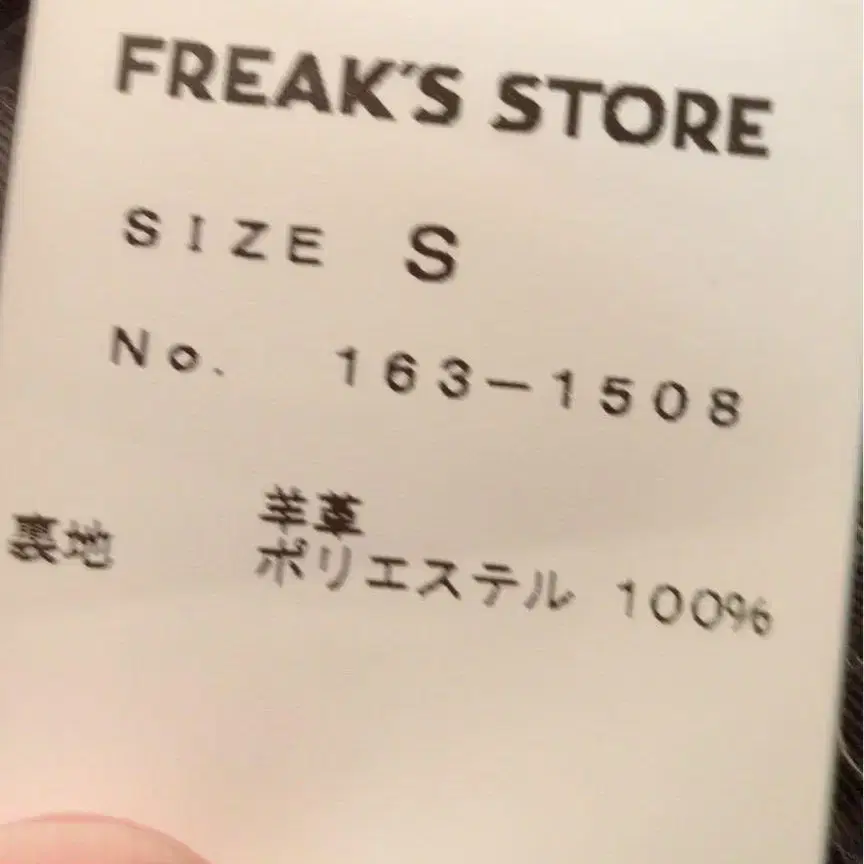 FREAK'S STORE
SIZE S
No. 163-1508
羊革
裏地 ポリエステル 100%